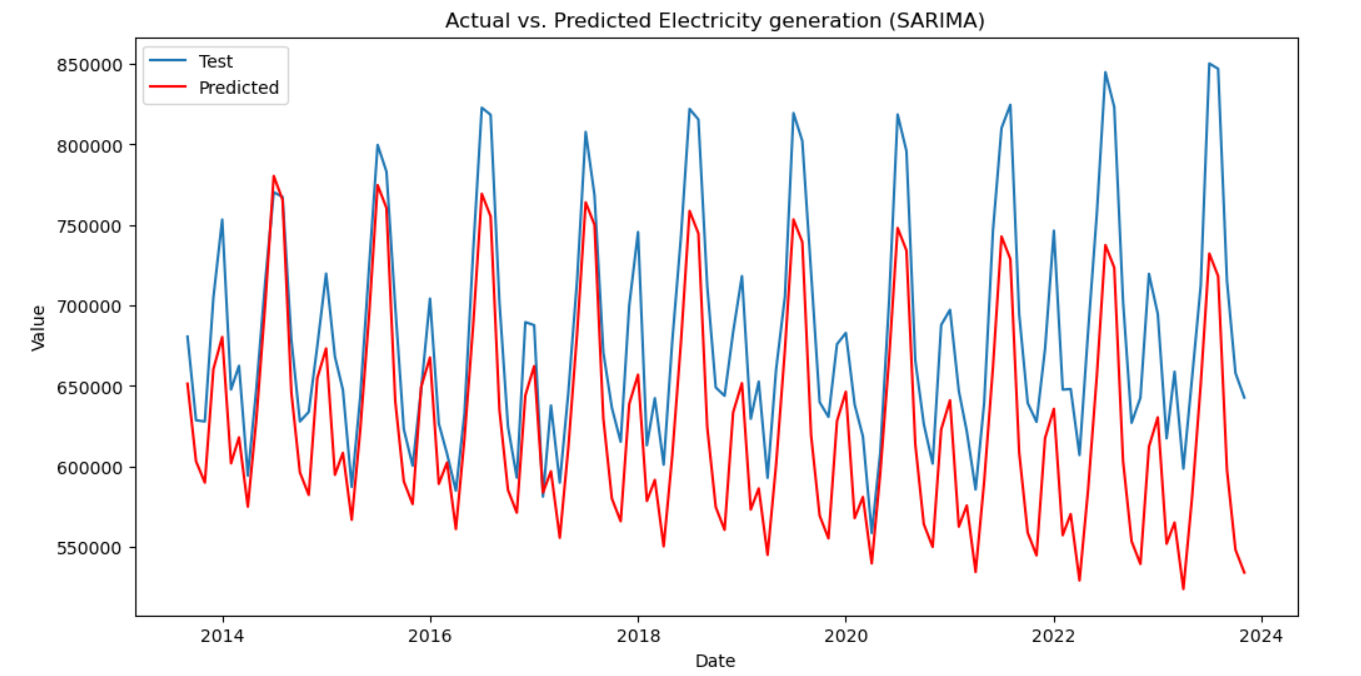 Actual vs. Predicted Electricity generation (SARIMA)
Test
Predicted
850000
800000
750000
700000
650000
600000
550000
Value
2014
2016
2018
2020
2022
2024
Date